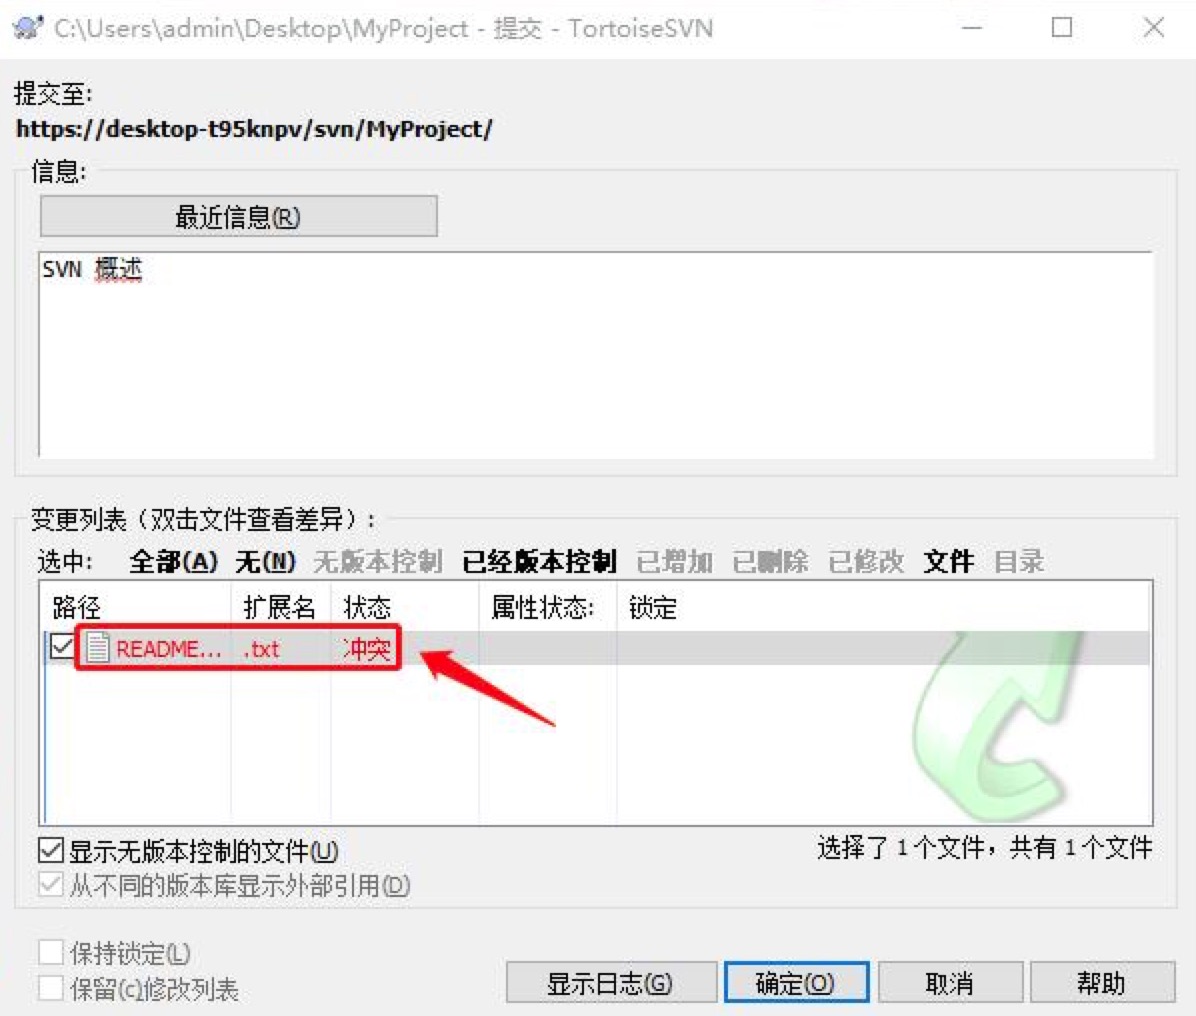 C:\Users\admin\Desktop\MyProject - 提交 - TortoiseSVN
提交至:
https://desktop-t95knpv/svn/MyProject/
信息:
最近信息(R)
SVN 概述
变更列表（双击文件查看差异）:
选中: 全部(A) 无(N) 无版本控制 已经版本控制 已增加 已删除 已修改 文件 目录
路径 扩展名 状态 属性状态: 锁定
README... .txt 冲突
显示无版本控制的文件(U) 选择了 1 个文件，共有 1 个文件
从不同的版本库显示外部引用(D)
保持锁定(L)
保留(c)修改列表
显示日志(G) 确定(O) 取消 帮助